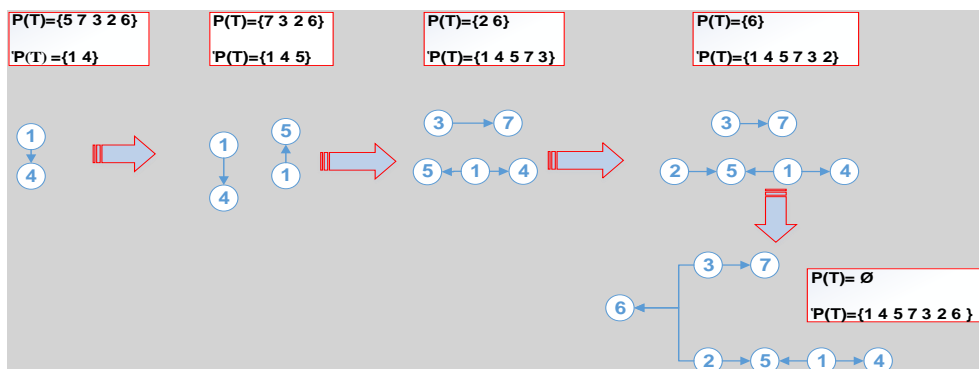 P(T)={5 7 3 2 6}
'P(T) ={1 4}
P(T)={7 3 2 6}
'P(T)={1 4 5}
P(T)={2 6}
'P(T)={1 4 5 7 3}
P(T)={6}
'P(T)={1 4 5 7 3 2}
1
4
1
4
5
1
3 7
5 1 4
3 7
2 5 1 4
3 7
6
2 5 1 4
P(T)= Ø
'P(T)={1 4 5 7 3 2 6 }